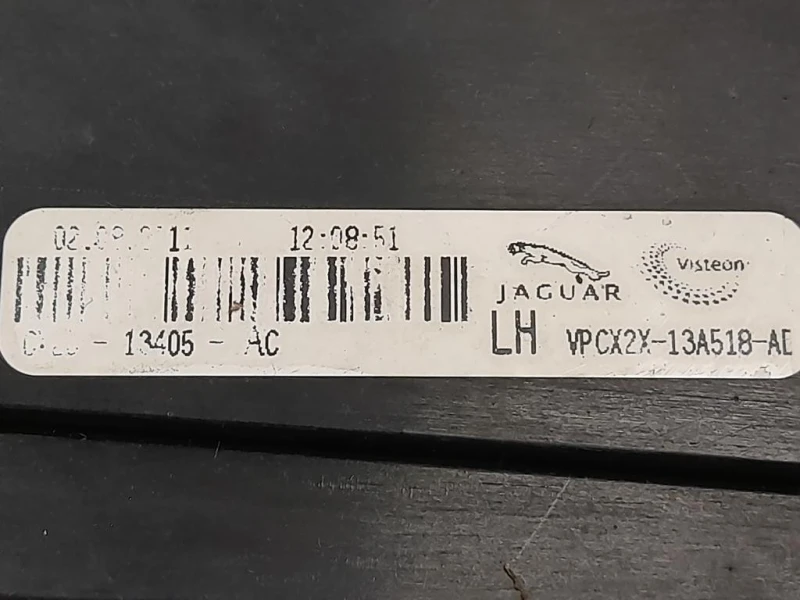 12:08:51
Visteon
JAGUAR
13405 - AC
LH VPCX2X-13A518-AD